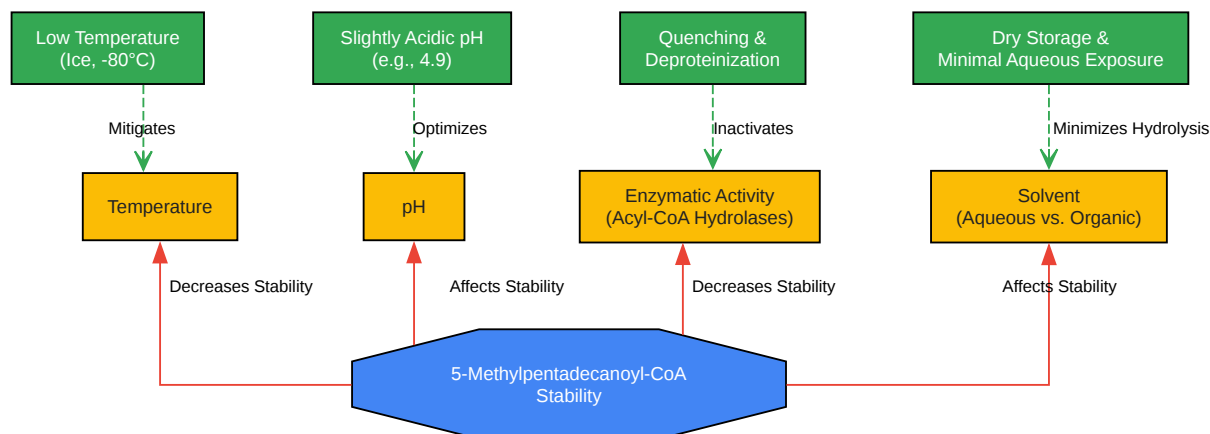 Low Temperature
(Ice, -80°C)
Slightly Acidic pH
(e.g., 4.9)
Quenching &
Deproteinization
Dry Storage &
Minimal Aqueous Exposure
Mitigates
Optimizes
Inactivates
Minimizes Hydrolysis
Temperature
pH
Enzymatic Activity
(Acyl-CoA Hydrolases)
Solvent
(Aqueous vs. Organic)
Decreases Stability
Affects Stability
Decreases Stability
Affects Stability
5-Methylpentadecanoyl-CoA
Stability